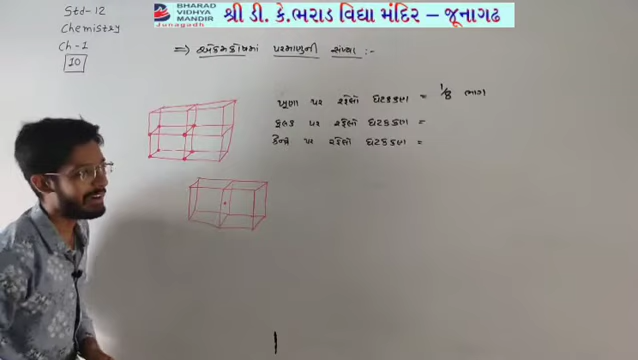 Std-12
Chemistry
Ch-1
10
BHARAD
VIDHYA
MANDIR
Junagadh
શ્રી ડી. કે.ભરાડ વિદ્યા મંદિર – જૂનાગઢ
⇒ એકમકોષમાં પરમાણુની સંખ્યા :-
ખૂણા પર રહેલો ઘટકકણ = 1/8 ભાગ
ફલક પર રહેલો ઘટકકણ =
કેન્દ્ર પર રહેલો ઘટકકણ =